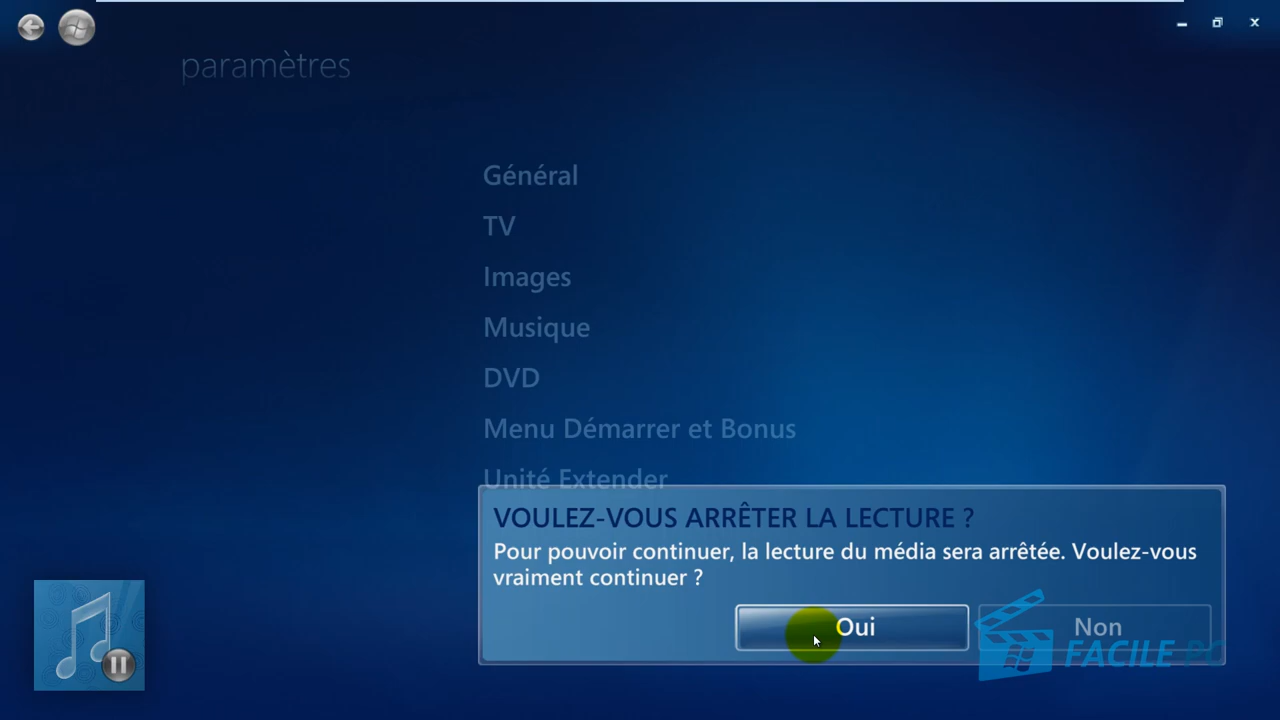 paramètres
Général
TV
Images
Musique
DVD
Menu Démarrer et Bonus
Unité Extender
VOULEZ-VOUS ARRÊTER LA LECTURE ?
Pour pouvoir continuer, la lecture du média sera arrêtée. Voulez-vous
vraiment continuer ?
Oui
Non
FACILE PC